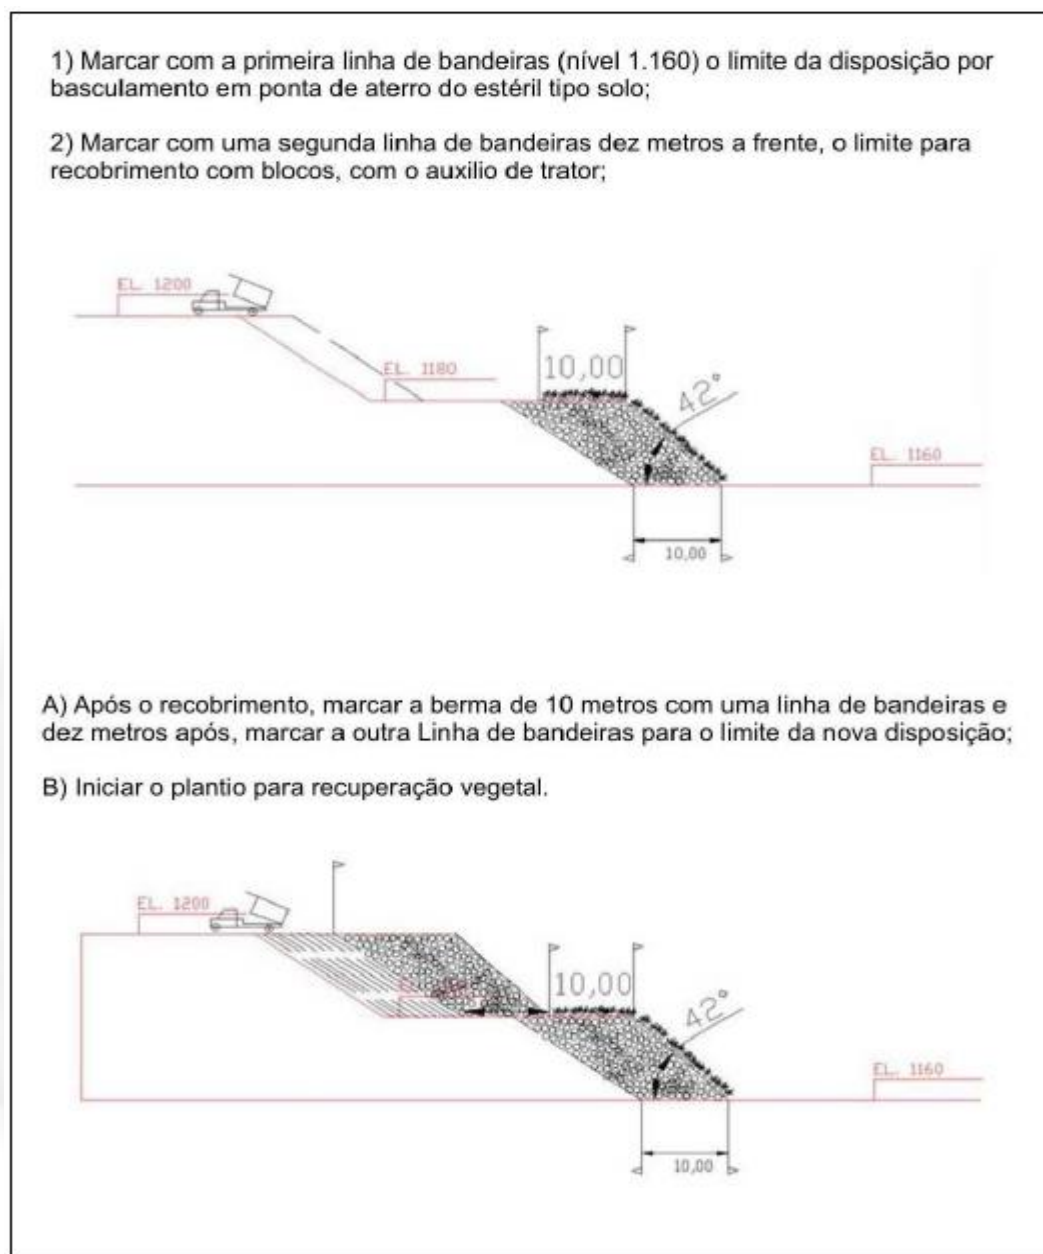 1) Marcar com a primeira linha de bandeiras (nível 1.160) o limite da disposição por
basculamento em ponta de aterro do estéril tipo solo;
2) Marcar com uma segunda linha de bandeiras dez metros a frente, o limite para
recobrimento com blocos, com o auxilio de trator;
EL. 1200
EL. 1180
10,00
42°
EL. 1160
10,00
A) Após o recobrimento, marcar a berma de 10 metros com uma linha de bandeiras e
dez metros após, marcar a outra Linha de bandeiras para o limite da nova disposição;
B) Iniciar o plantio para recuperação vegetal.
EL. 1200
10,00
42°
EL. 1160
10,00